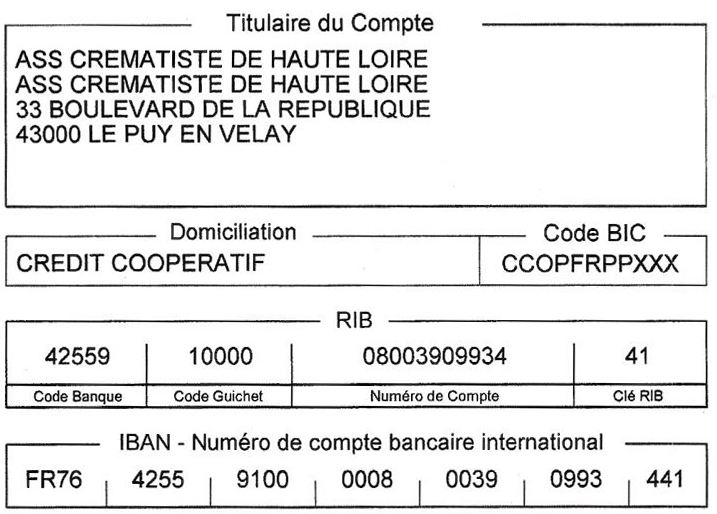 Titulaire du Compte
ASS CREMATISTE DE HAUTE LOIRE
ASS CREMATISTE DE HAUTE LOIRE
33 BOULEVARD DE LA REPUBLIQUE
43000 LE PUY EN VELAY
Domiciliation Code BIC
CREDIT COOPERATIF CCOPFRPPXXX
RIB
42559 10000 08003909934 41
Code Banque Code Guichet Numéro de Compte Clé RIB
IBAN - Numéro de compte bancaire international
FR76 4255 9100 0008 0039 0993 441